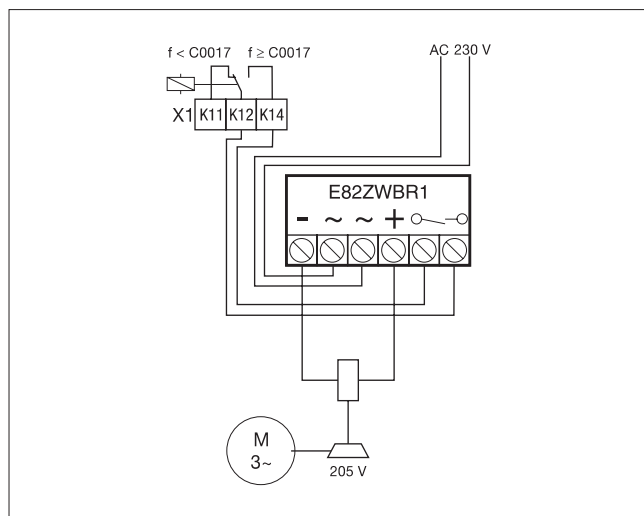 f < C0017 f ≥ C0017
AC 230 V
X1 K11 K12 K14
E82ZWBR1
- ~ ~ +
M
3~
205 V